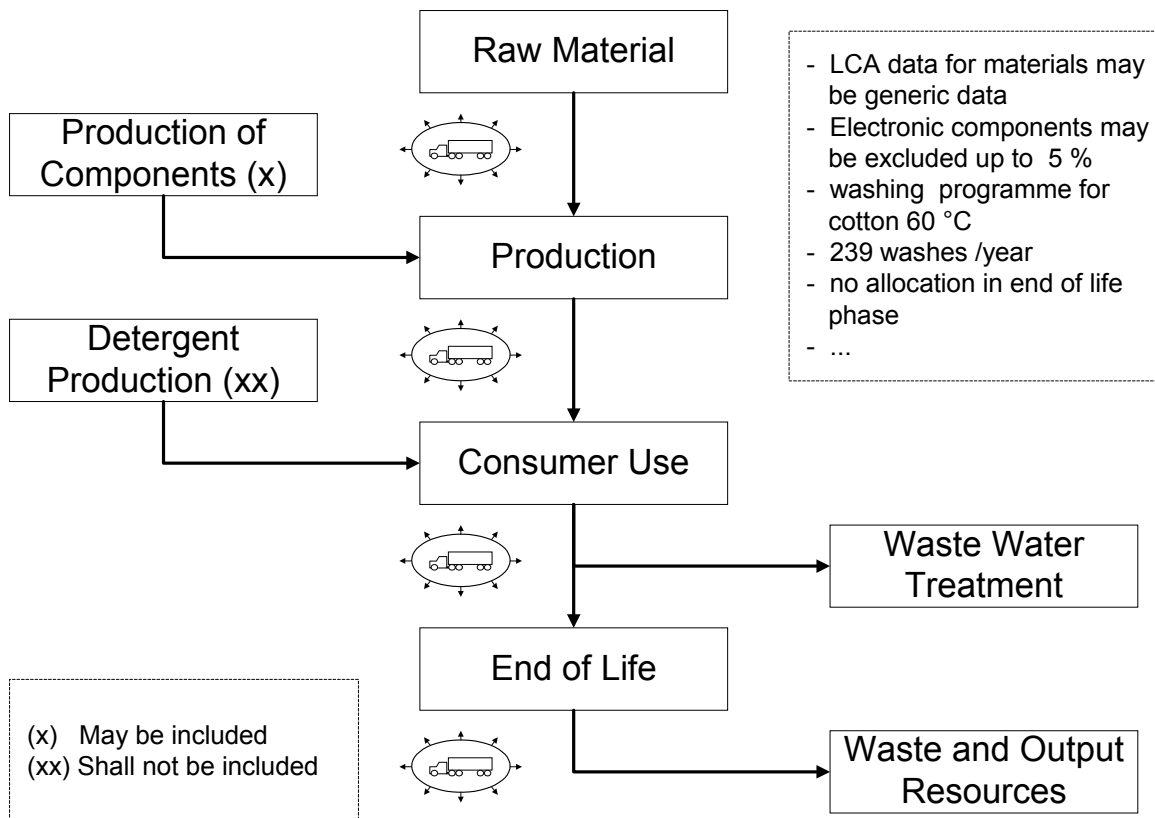 Raw Material
Production of
Components (x)
Production
Detergent
Production (xx)
Consumer Use
Waste Water
Treatment
End of Life
Waste and Output
Resources
- LCA data for materials may
be generic data
- Electronic components may
be excluded up to 5 %
- washing programme for
cotton 60 °C
- 239 washes /year
- no allocation in end of life
phase
- ...
(x) May be included
(xx) Shall not be included